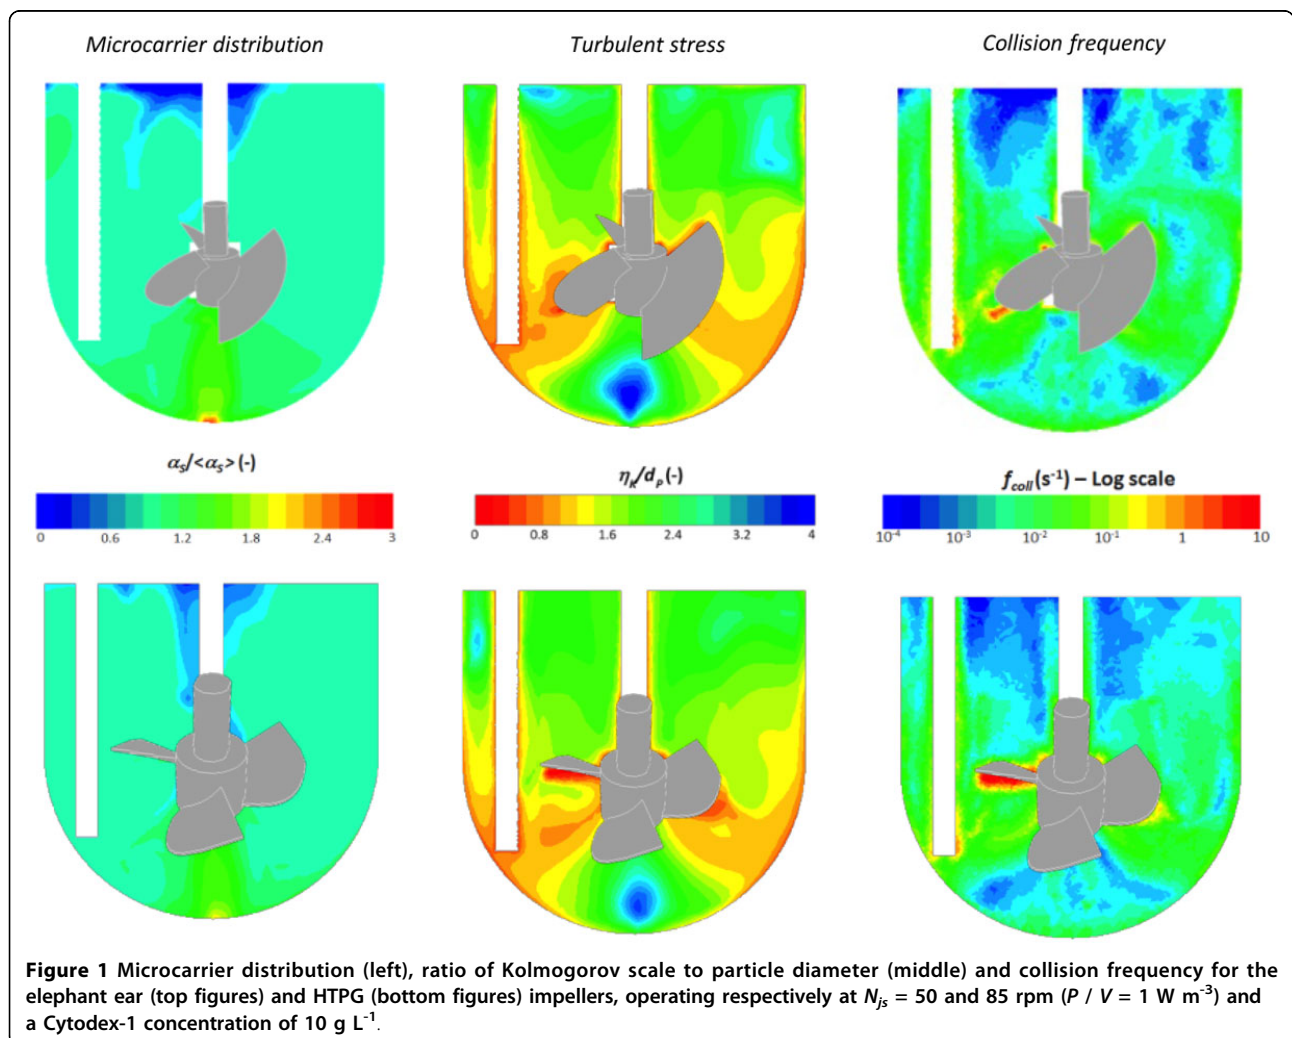 Microcarrier distribution
Turbulent stress
Collision frequency
αS/<αS> (-)
0 0.6 1.2 1.8 2.4 3
ηK/dP (-)
0 0.8 1.6 2.4 3.2 4
fcoll (s⁻¹) – Log scale
10⁻⁴ 10⁻³ 10⁻² 10⁻¹ 1 10
Figure 1 Microcarrier distribution (left), ratio of Kolmogorov scale to particle diameter (middle) and collision frequency for the
elephant ear (top figures) and HTPG (bottom figures) impellers, operating respectively at Njs = 50 and 85 rpm (P / V = 1 W m⁻³) and
a Cytodex-1 concentration of 10 g L⁻¹.